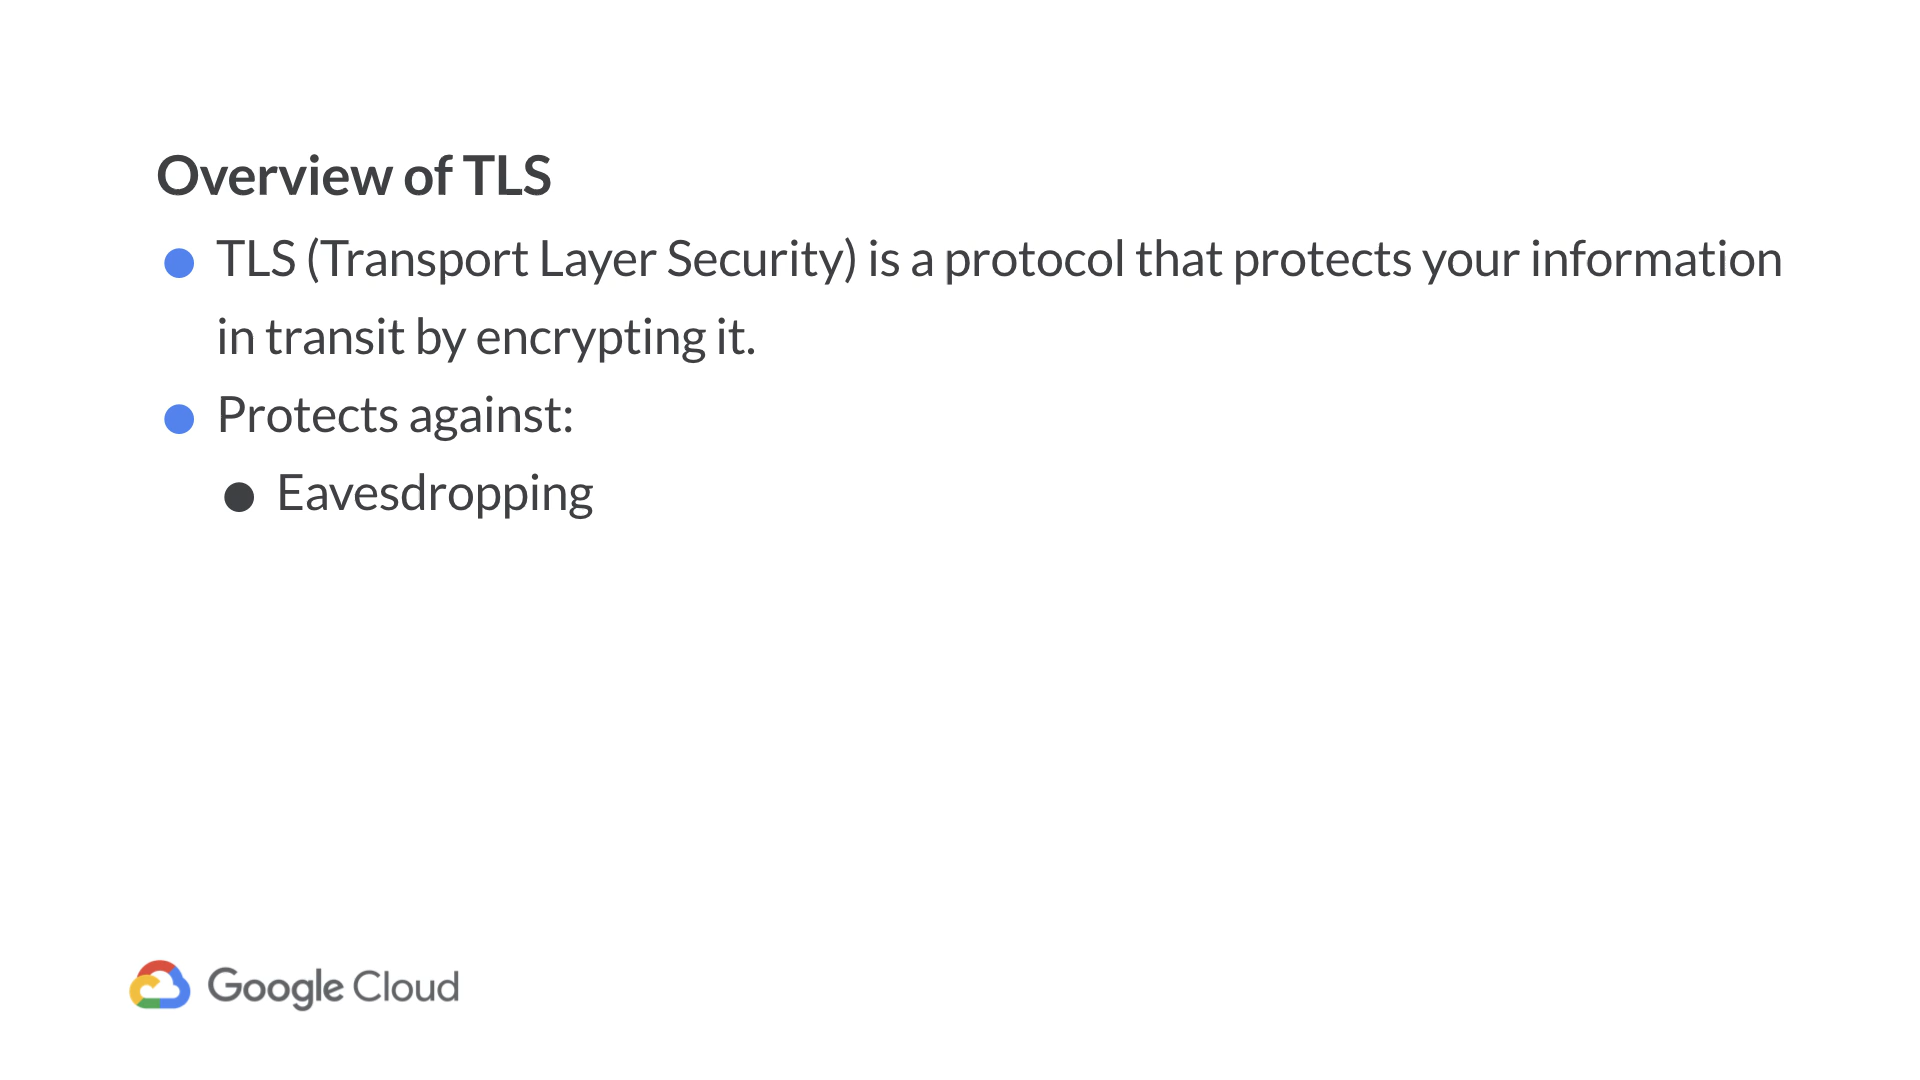 Overview of TLS
TLS (Transport Layer Security) is a protocol that protects your information
in transit by encrypting it.
Protects against:
Eavesdropping
Google Cloud